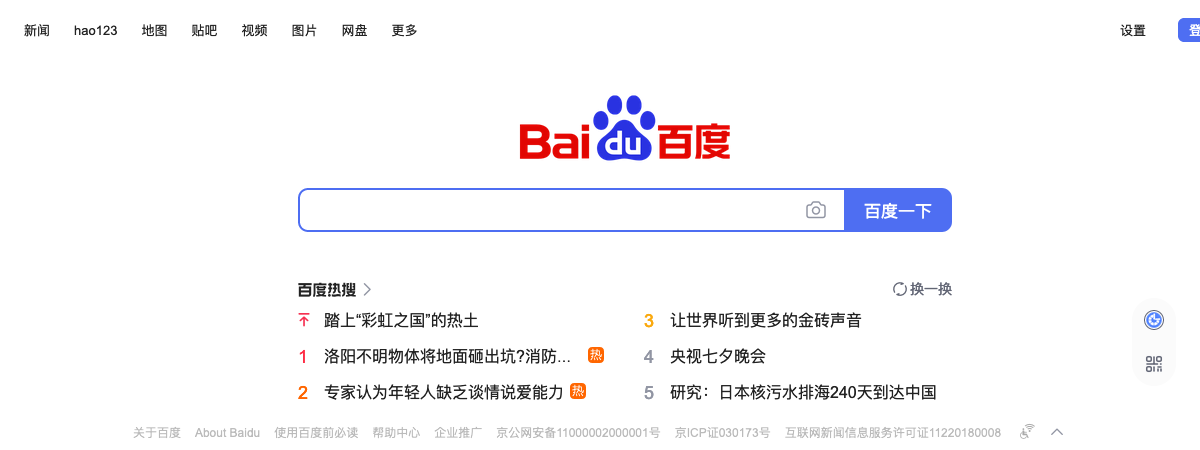 新闻 hao123 地图 贴吧 视频 图片 网盘 更多 设置
Baidu百度
百度一下
百度热搜 换一换
踏上“彩虹之国”的热土
3 让世界听到更多的金砖声音
1 洛阳不明物体将地面砸出坑?消防... 热
4 央视七夕晚会
2 专家认为年轻人缺乏谈情说爱能力 热
5 研究：日本核污水排海240天到达中国
关于百度 About Baidu 使用百度前必读 帮助中心 企业推广 京公网安备11000002000001号 京ICP证030173号 互联网新闻信息服务许可证11220180008